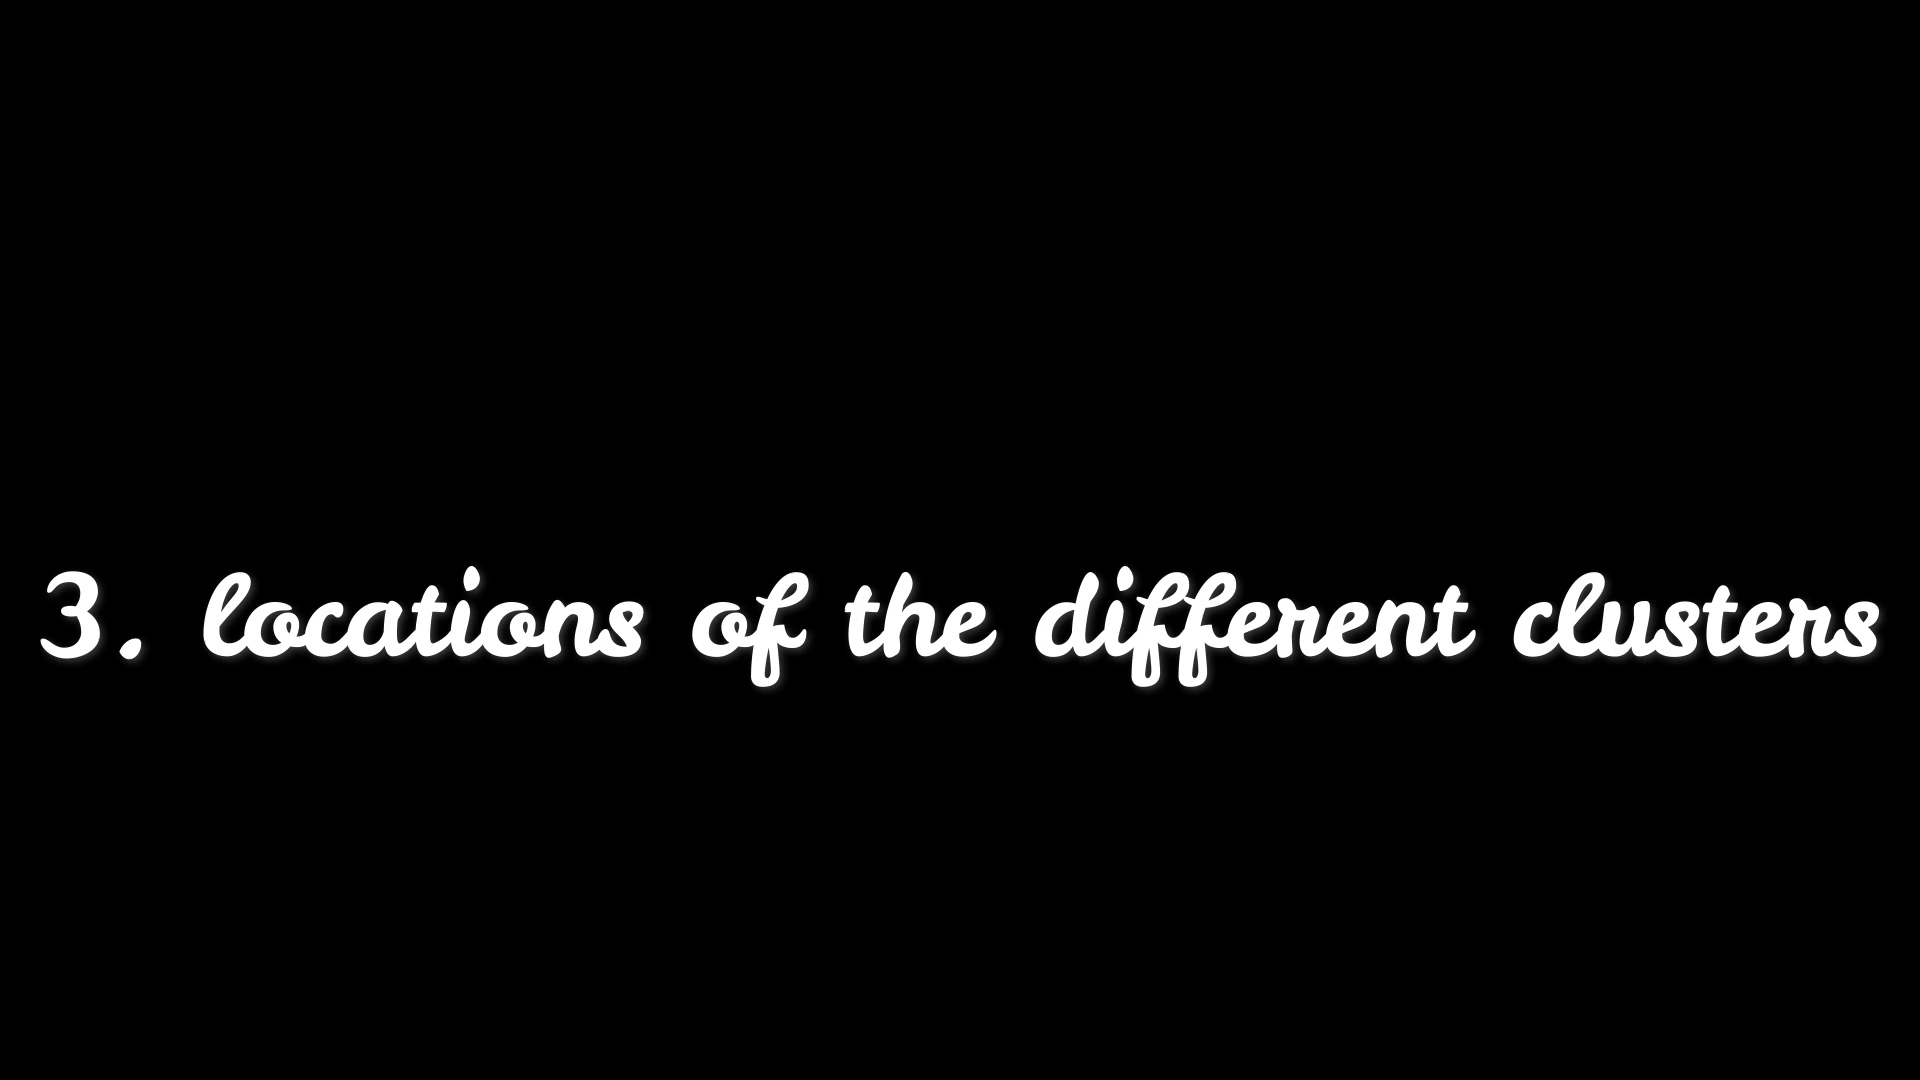 3. locations of the different clusters